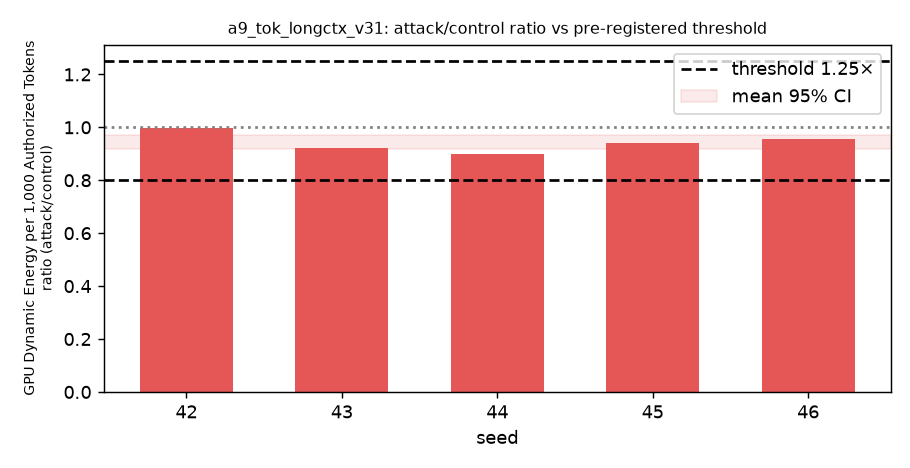 a9_tok_longctx_v31: attack/control ratio vs pre-registered threshold
GPU Dynamic Energy per 1,000 Authorized Tokens
ratio (attack/control)
1.2
1.0
0.8
0.6
0.4
0.2
0.0
threshold 1.25×
mean 95% CI
42
43
44
45
46
seed